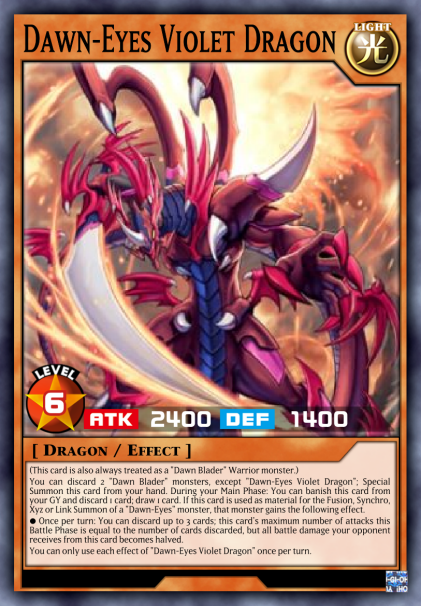 DAWN-EYES VIOLET DRAGON
LIGHT
光
LEVEL
6
ATK 2400 DEF 1400
[ DRAGON / EFFECT ]
(This card is also always treated as a "Dawn Blader" Warrior monster.)
You can discard 2 "Dawn Blader" monsters, except "Dawn-Eyes Violet Dragon"; Special
Summon this card from your hand. During your Main Phase: You can banish this card from
your GY and discard 1 card; draw 1 card. If this card is used as material for the Fusion, Synchro,
Xyz or Link Summon of a "Dawn-Eyes" monster, that monster gains the following effect.
● Once per turn: You can discard up to 3 cards; this card's maximum number of attacks this
Battle Phase is equal to the number of cards discarded, but all battle damage your opponent
receives from this card becomes halved.
You can only use each effect of "Dawn-Eyes Violet Dragon" once per turn.